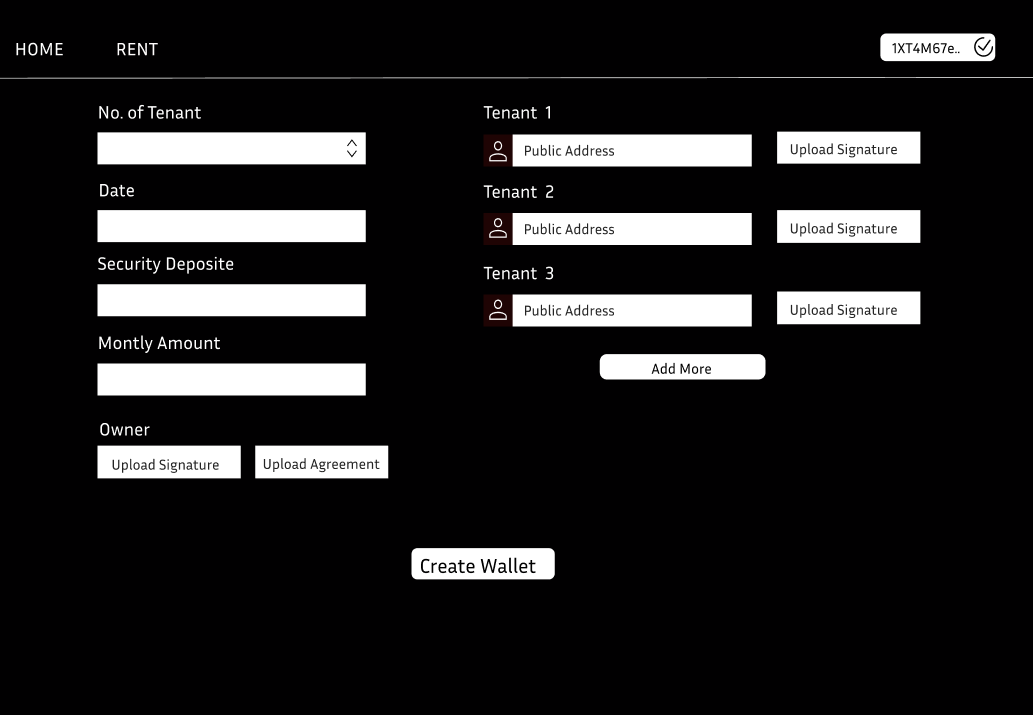 HOME RENT 1XT4M67e..
No. of Tenant
Date
Security Deposite
Montly Amount
Owner
Upload Signature Upload Agreement
Tenant 1
Public Address Upload Signature
Tenant 2
Public Address Upload Signature
Tenant 3
Public Address Upload Signature
Add More
Create Wallet